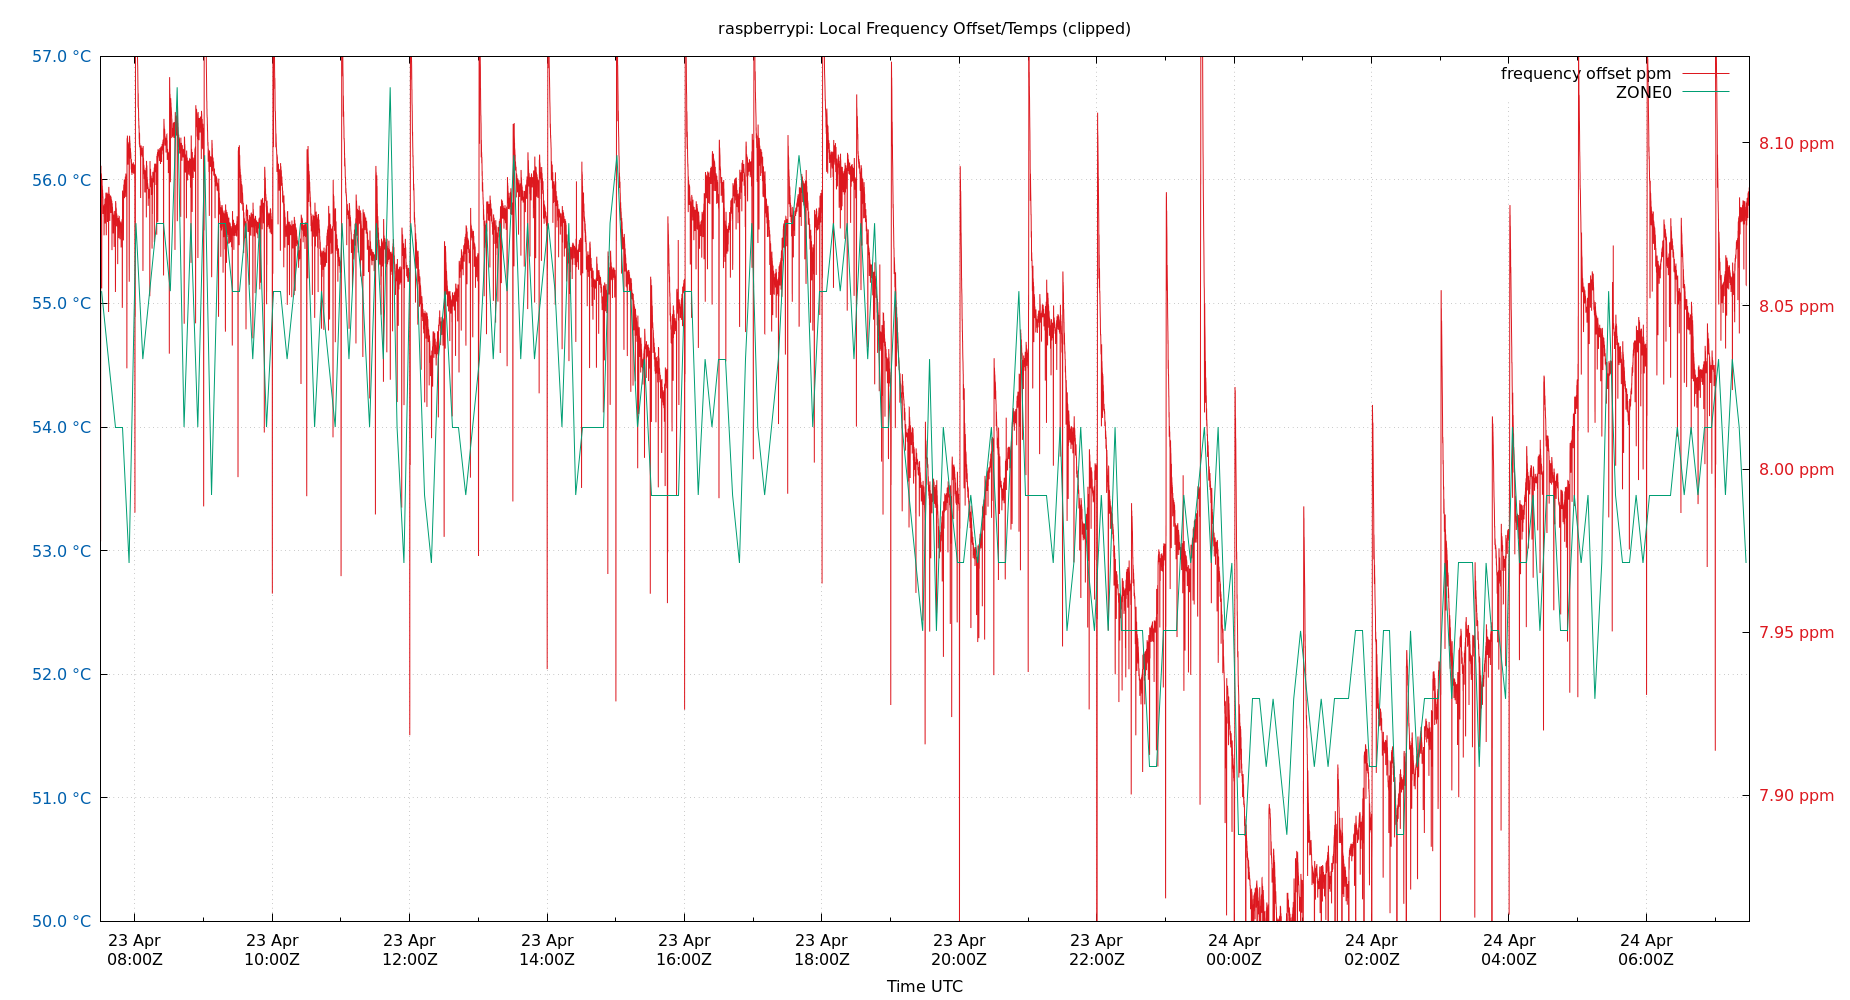 raspberrypi: Local Frequency Offset/Temps (clipped)
frequency offset ppm
ZONE0
57.0 °C
56.0 °C
55.0 °C
54.0 °C
53.0 °C
52.0 °C
51.0 °C
50.0 °C
8.10 ppm
8.05 ppm
8.00 ppm
7.95 ppm
7.90 ppm
23 Apr 23 Apr 23 Apr 23 Apr 23 Apr 23 Apr 23 Apr 23 Apr 24 Apr 24 Apr 24 Apr 24 Apr
08:00Z 10:00Z 12:00Z 14:00Z 16:00Z 18:00Z 20:00Z 22:00Z 00:00Z 02:00Z 04:00Z 06:00Z
Time UTC